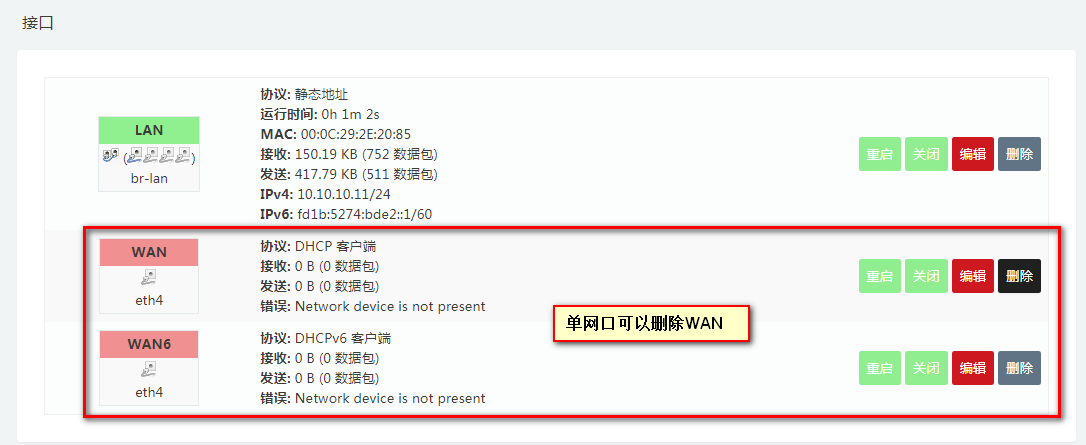 接口
LAN
br-lan
协议: 静态地址
运行时间: 0h 1m 2s
MAC: 00:0C:29:2E:20:85
接收: 150.19 KB (752 数据包)
发送: 417.79 KB (511 数据包)
IPv4: 10.10.10.11/24
IPv6: fd1b:5274:bde2::1/60
重启 关闭 编辑 删除
WAN
eth4
协议: DHCP 客户端
接收: 0 B (0 数据包)
发送: 0 B (0 数据包)
错误: Network device is not present
重启 关闭 编辑 删除
单网口可以删除WAN
WAN6
eth4
协议: DHCPv6 客户端
接收: 0 B (0 数据包)
发送: 0 B (0 数据包)
错误: Network device is not present
重启 关闭 编辑 删除